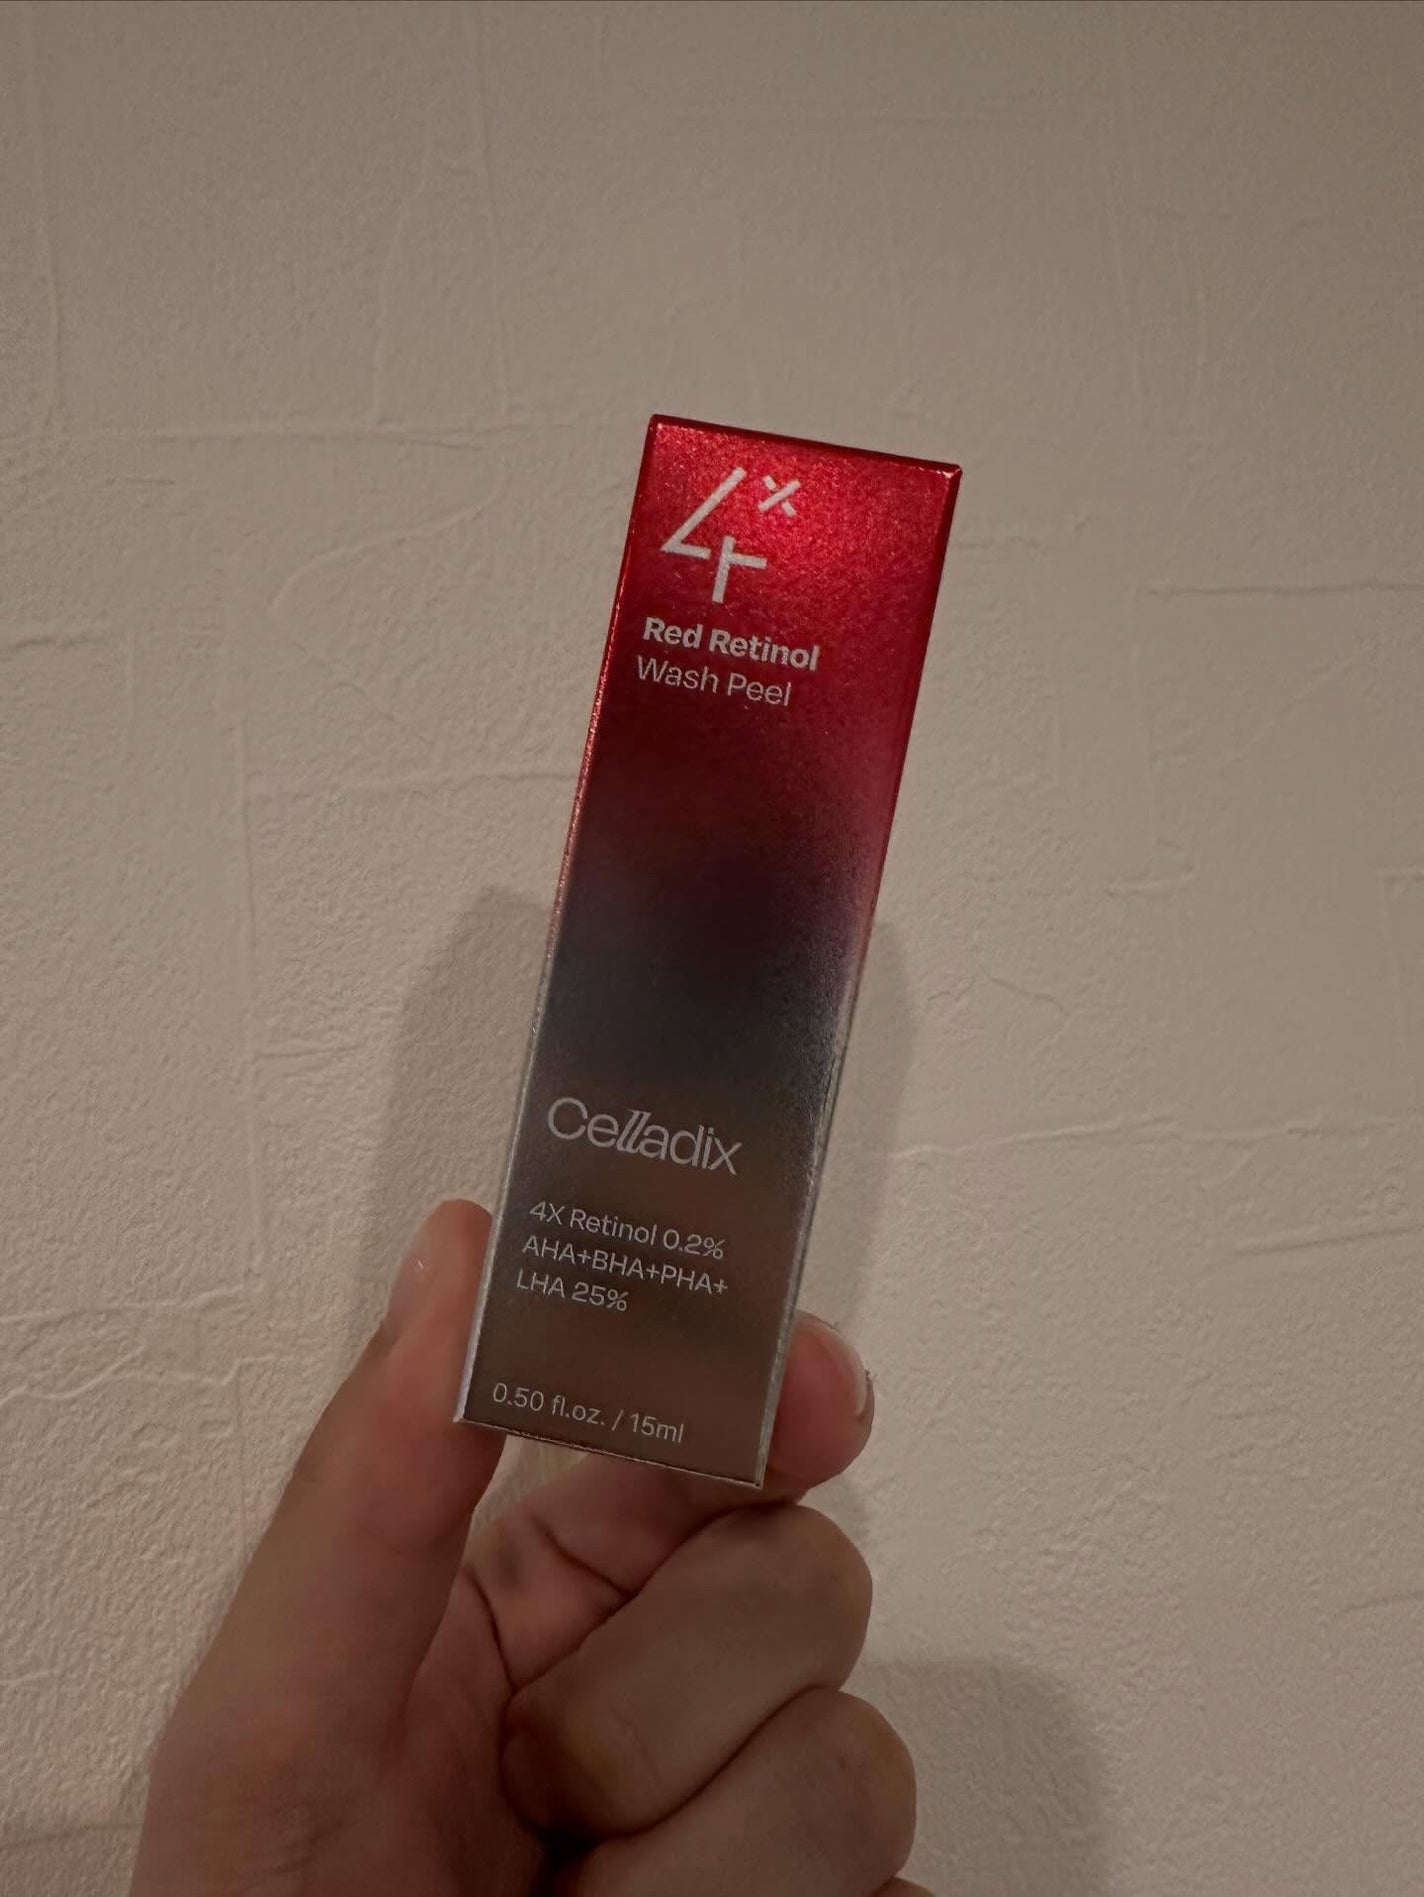 4x
Red Retinol
Wash Peel
Celladix
4X Retinol 0.2%
AHA+BHA+PHA+
LHA 25%
0.50 fl.oz. / 15ml